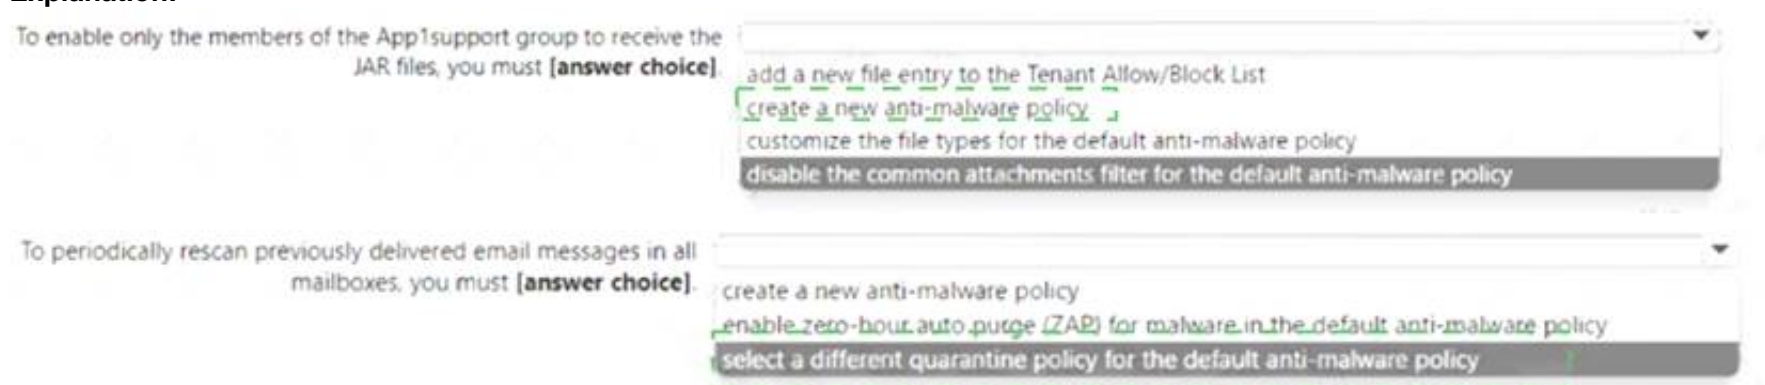 To enable only the members of the App1support group to receive the
JAR files, you must [answer choice].
add a new file entry to the Tenant Allow/Block List
create a new anti-malware policy
customize the file types for the default anti-malware policy
disable the common attachments filter for the default anti-malware policy
To periodically rescan previously delivered email messages in all
mailboxes, you must [answer choice].
create a new anti-malware policy
enable zero-hour auto purge (ZAP) for malware in the default anti-malware policy
select a different quarantine policy for the default anti-malware policy